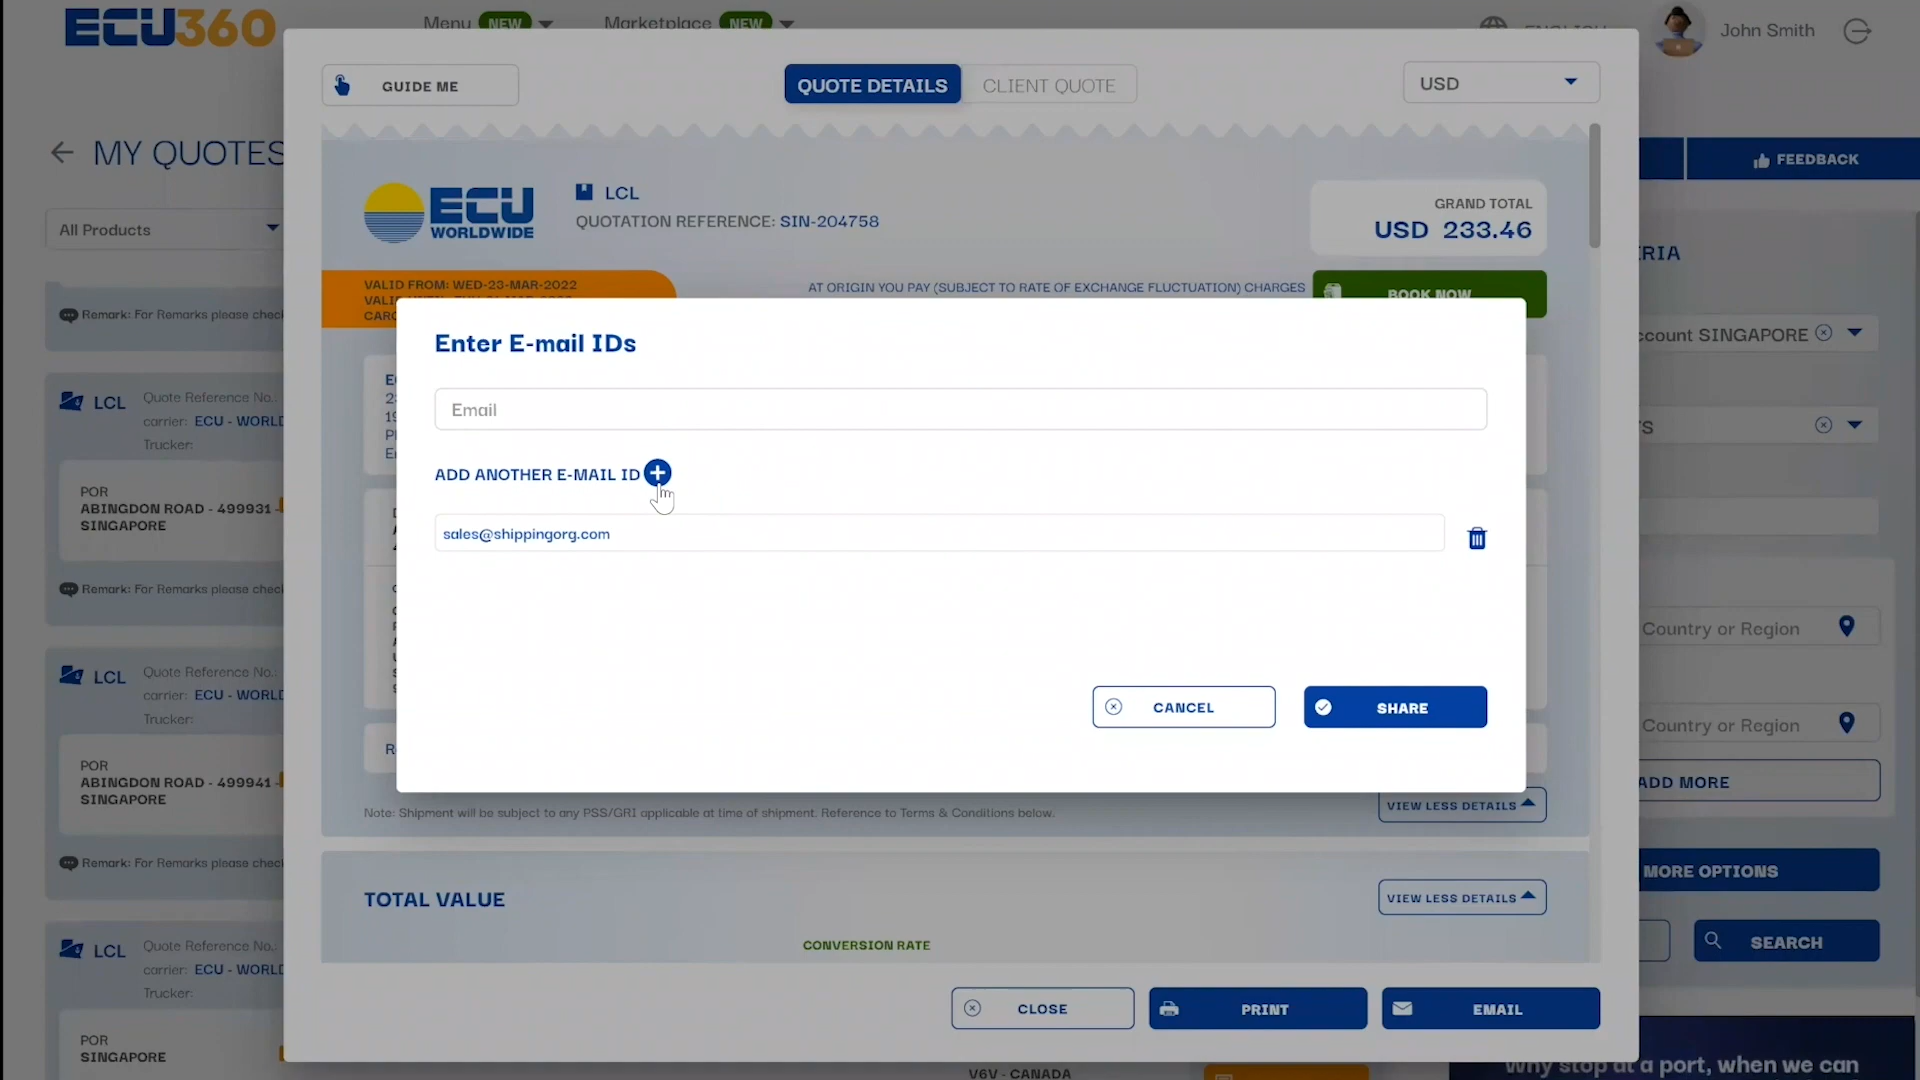 ECU360
Menu NEW
Marketplace NEW
ENGLISH
John Smith
GUIDE ME
QUOTE DETAILS
CLIENT QUOTE
USD
MY QUOTES
FEEDBACK
All Products
ECU
WORLDWIDE
LCL
QUOTATION REFERENCE: SIN-204758
GRAND TOTAL
USD 233.46
VALID FROM: WED-23-MAR-2022
AT ORIGIN YOU PAY (SUBJECT TO RATE OF EXCHANGE FLUCTUATION) CHARGES
BOOK NOW
Remark: For Remarks please check
SINGAPORE
Enter E-mail IDs
Email
ADD ANOTHER E-MAIL ID
sales@shippingorg.com
CANCEL
SHARE
LCL
Quote Reference No.:
carrier: ECU - WORLD
Trucker:
POR
ABINGDON ROAD - 499931 -
SINGAPORE
Remark: For Remarks please check
LCL
Quote Reference No.:
carrier: ECU - WORLD
Trucker:
POR
ABINGDON ROAD - 499941 -
SINGAPORE
Remark: For Remarks please check
LCL
Quote Reference No.:
carrier: ECU - WORLD
Trucker:
POR
SINGAPORE
Country or Region
Country or Region
ADD MORE
MORE OPTIONS
SEARCH
Note: Shipment will be subject to any PSS/GRI applicable at time of shipment. Reference to Terms & Conditions below.
VIEW LESS DETAILS
TOTAL VALUE
VIEW LESS DETAILS
CONVERSION RATE
CLOSE
PRINT
EMAIL
V6V - CANADA
Why stop at a port, when we can